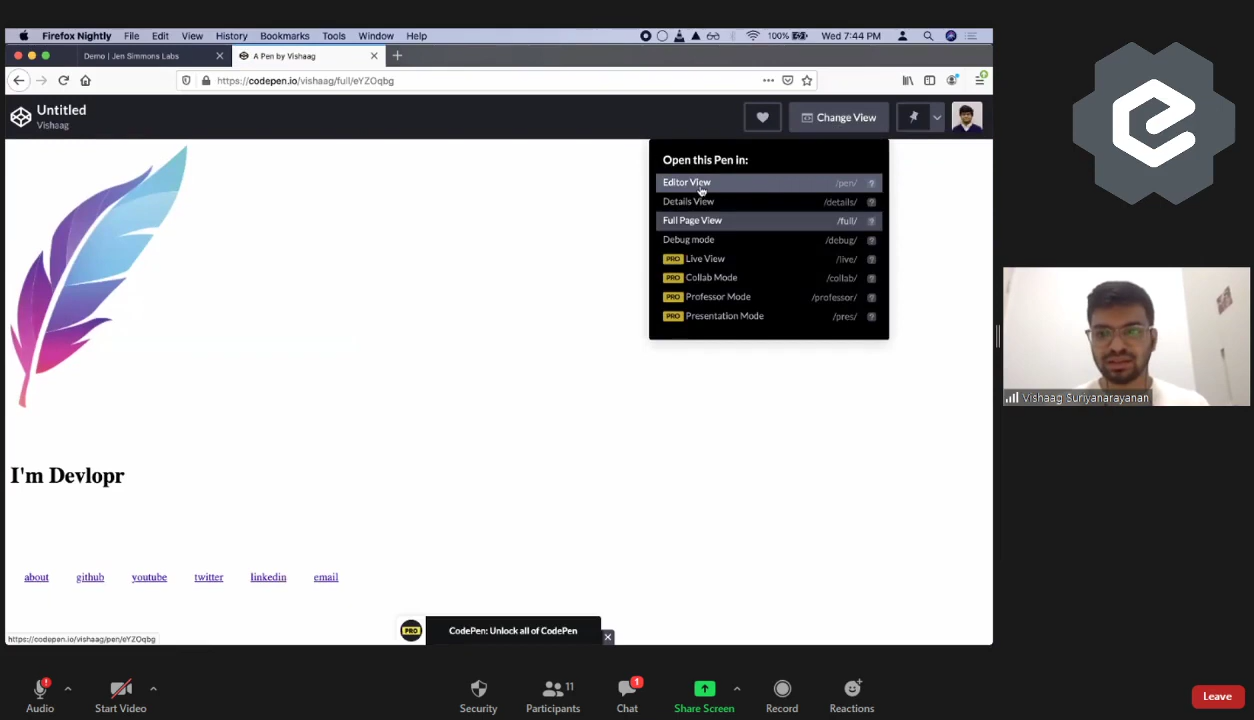 Firefox Nightly File Edit View History Bookmarks Tools Window Help
100% Wed 7:44 PM
Demo | Jen Simmons Labs
A Pen by Vishaag
https://codepen.io/vishaag/full/eYZOqbg
Untitled
Vishaag
Change View
Open this Pen in:
Editor View /pen/ ?
Details View /details/ ?
Full Page View /full/ ?
Debug mode /debug/ ?
PRO Live View /live/ ?
PRO Collab Mode /collab/ ?
PRO Professor Mode /professor/ ?
PRO Presentation Mode /pres/ ?
Vishaag Suriyanarayanan
I'm Devlopr
about github youtube twitter linkedin email
PRO CodePen: Unlock all of CodePen
https://codepen.io/vishaag/pen/eYZOqbg
Audio
Start Video
Security
Participants 11
Chat 1
Share Screen
Record
Reactions
Leave